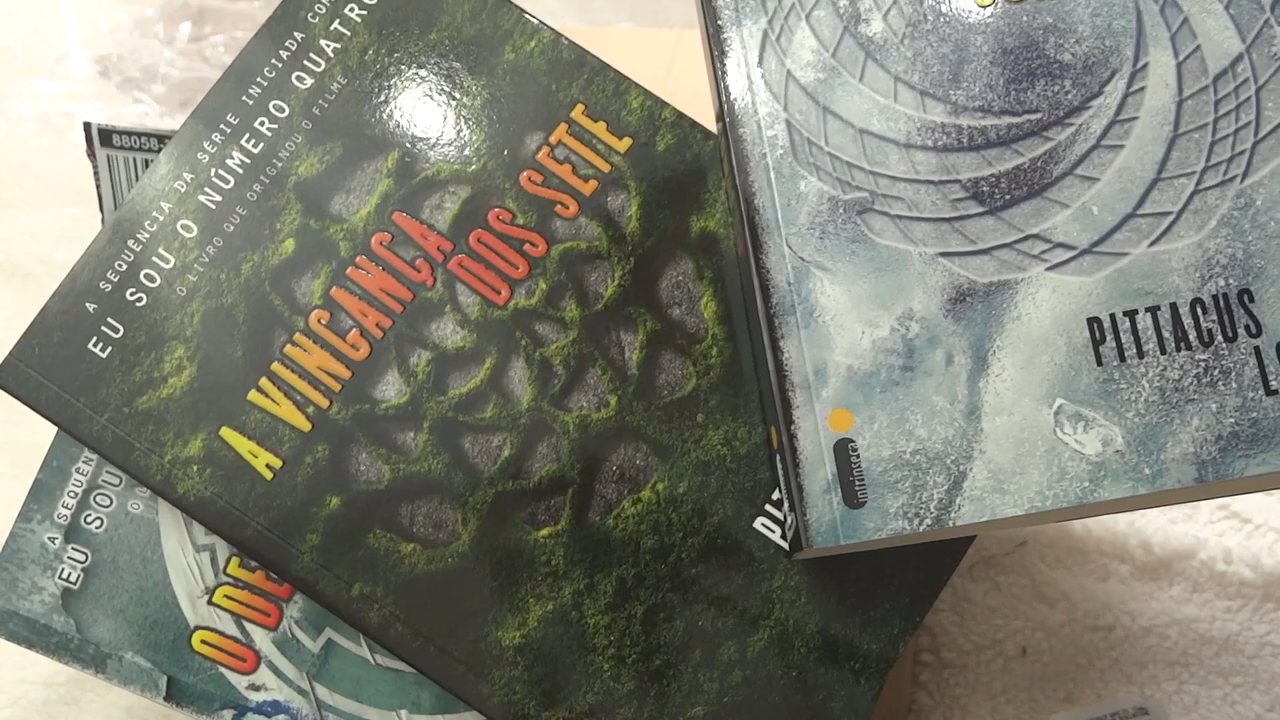 88058-
A SEQUÊNCIA DA SÉRIE INICIADA COM
EU SOU O NÚMERO QUATRO
O LIVRO QUE ORIGINOU O FILME
A VINGANÇA
DOS SETE
PITTACUS
intrínseca
A SEQUÊN
EU SOU
O DE